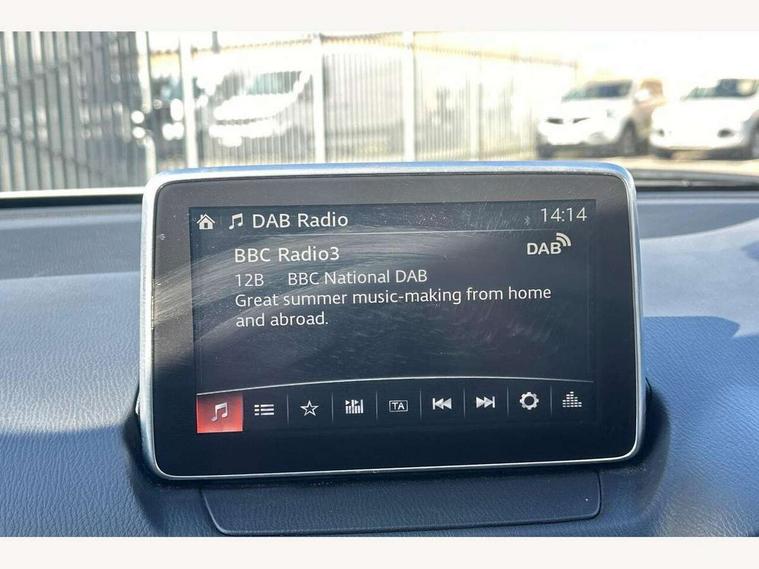 DAB Radio 14:14
BBC Radio3 DAB
12B BBC National DAB
Great summer music-making from home
and abroad.
TA